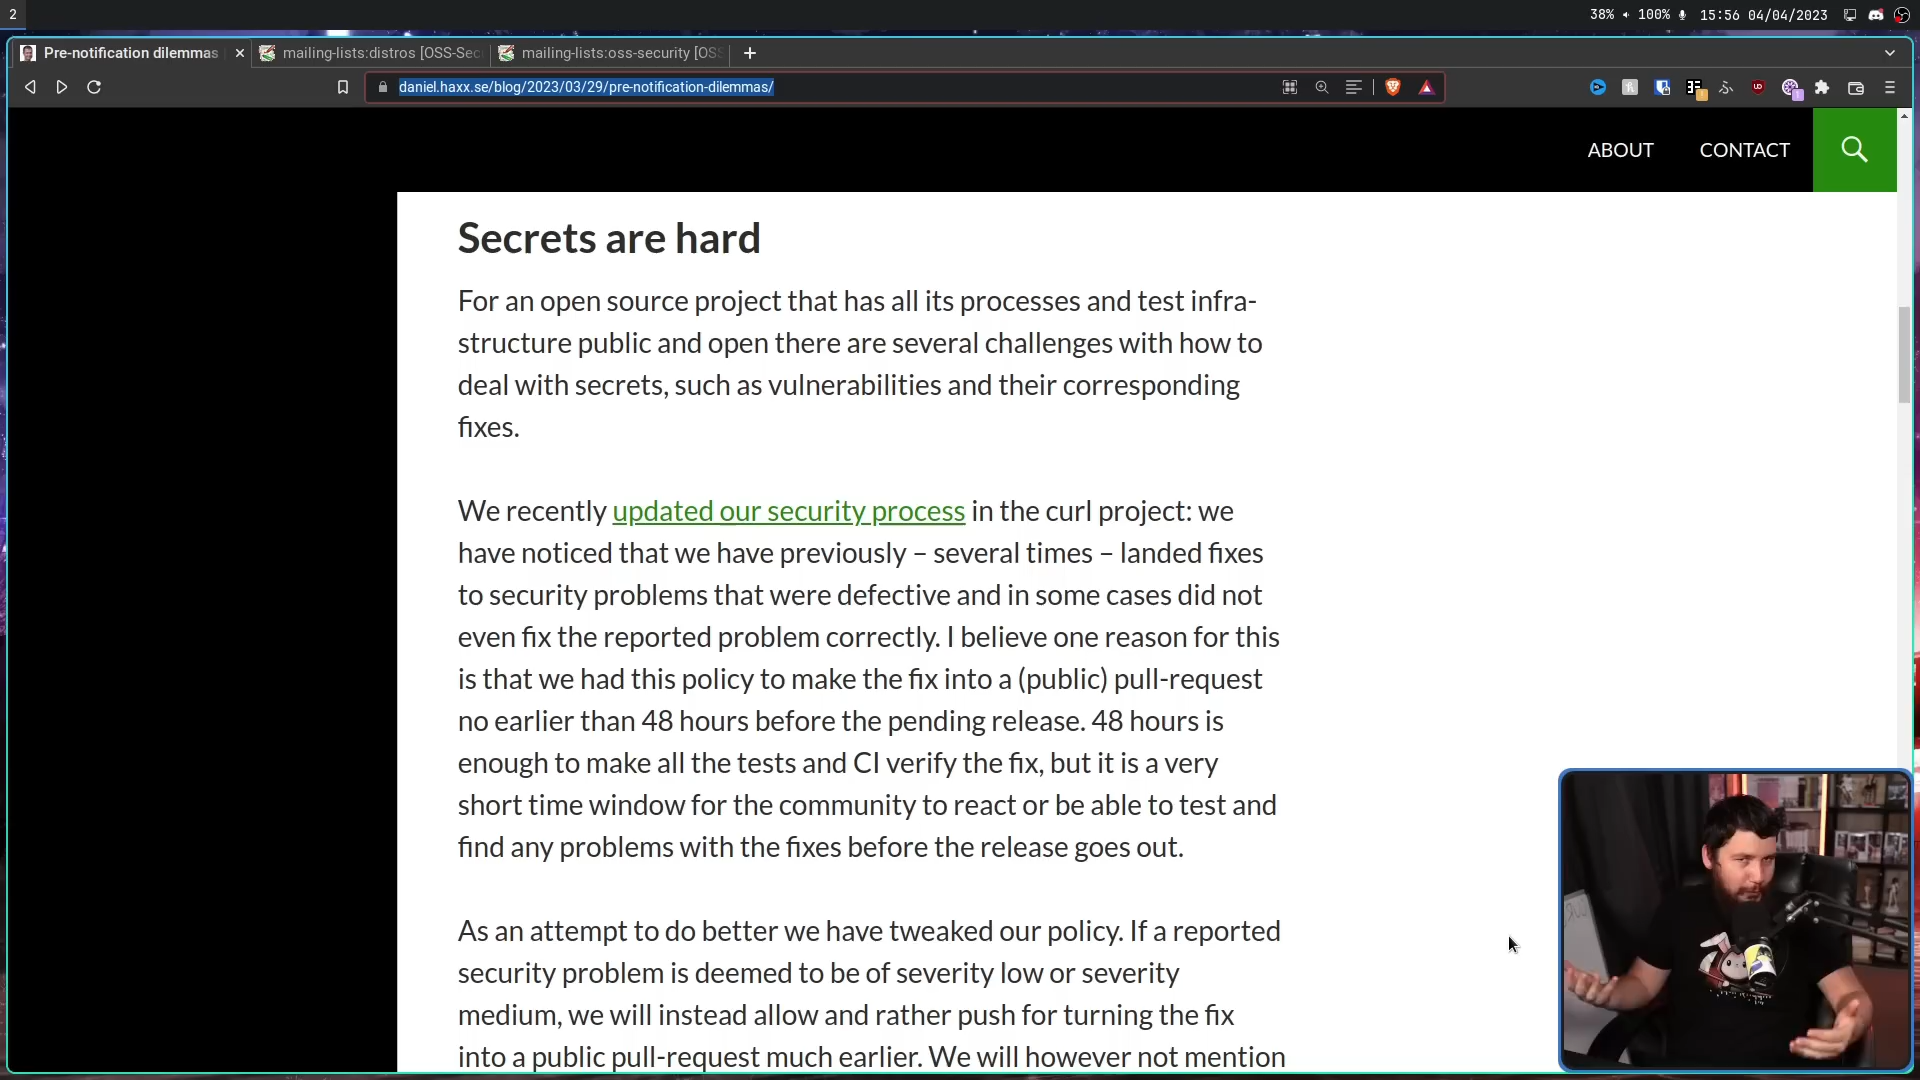 2
38%
100%
15:56 04/04/2023
Pre-notification dilemmas
mailing-lists:distros [OSS-Sec
mailing-lists:oss-security [OSS
daniel.haxx.se/blog/2023/03/29/pre-notification-dilemmas/
ABOUT
CONTACT
Secrets are hard
For an open source project that has all its processes and test infra-
structure public and open there are several challenges with how to
deal with secrets, such as vulnerabilities and their corresponding
fixes.
We recently updated our security process in the curl project: we
have noticed that we have previously – several times – landed fixes
to security problems that were defective and in some cases did not
even fix the reported problem correctly. I believe one reason for this
is that we had this policy to make the fix into a (public) pull-request
no earlier than 48 hours before the pending release. 48 hours is
enough to make all the tests and CI verify the fix, but it is a very
short time window for the community to react or be able to test and
find any problems with the fixes before the release goes out.
As an attempt to do better we have tweaked our policy. If a reported
security problem is deemed to be of severity low or severity
medium, we will instead allow and rather push for turning the fix
into a public pull-request much earlier. We will however not mention